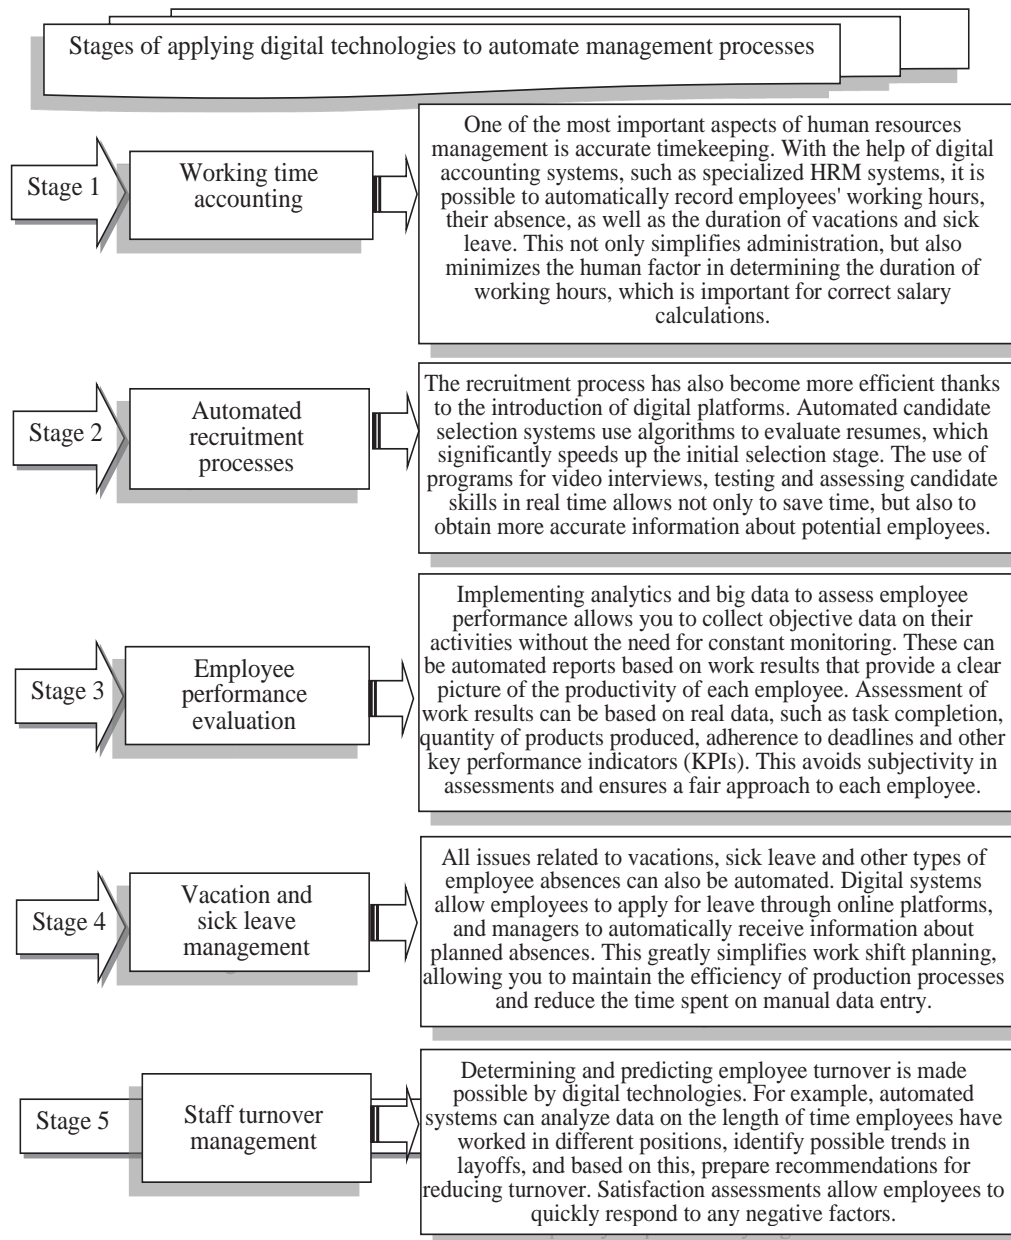 Stages of applying digital technologies to automate management processes
Stage 1
Working time
accounting
One of the most important aspects of human resources
management is accurate timekeeping. With the help of digital
accounting systems, such as specialized HRM systems, it is
possible to automatically record employees' working hours,
their absence, as well as the duration of vacations and sick
leave. This not only simplifies administration, but also
minimizes the human factor in determining the duration of
working hours, which is important for correct salary
calculations.
Stage 2
Automated
recruitment
processes
The recruitment process has also become more efficient thanks
to the introduction of digital platforms. Automated candidate
selection systems use algorithms to evaluate resumes, which
significantly speeds up the initial selection stage. The use of
programs for video interviews, testing and assessing candidate
skills in real time allows not only to save time, but also to
obtain more accurate information about potential employees.
Stage 3
Employee
performance
evaluation
Implementing analytics and big data to assess employee
performance allows you to collect objective data on their
activities without the need for constant monitoring. These can
be automated reports based on work results that provide a clear
picture of the productivity of each employee. Assessment of
work results can be based on real data, such as task completion,
quantity of products produced, adherence to deadlines and other
key performance indicators (KPIs). This avoids subjectivity in
assessments and ensures a fair approach to each employee.
Stage 4
Vacation and
sick leave
management
All issues related to vacations, sick leave and other types of
employee absences can also be automated. Digital systems
allow employees to apply for leave through online platforms,
and managers to automatically receive information about
planned absences. This greatly simplifies work shift planning,
allowing you to maintain the efficiency of production processes
and reduce the time spent on manual data entry.
Stage 5
Staff turnover
management
Determining and predicting employee turnover is made
possible by digital technologies. For example, automated
systems can analyze data on the length of time employees have
worked in different positions, identify possible trends in
layoffs, and based on this, prepare recommendations for
reducing turnover. Satisfaction assessments allow employees to
quickly respond to any negative factors.